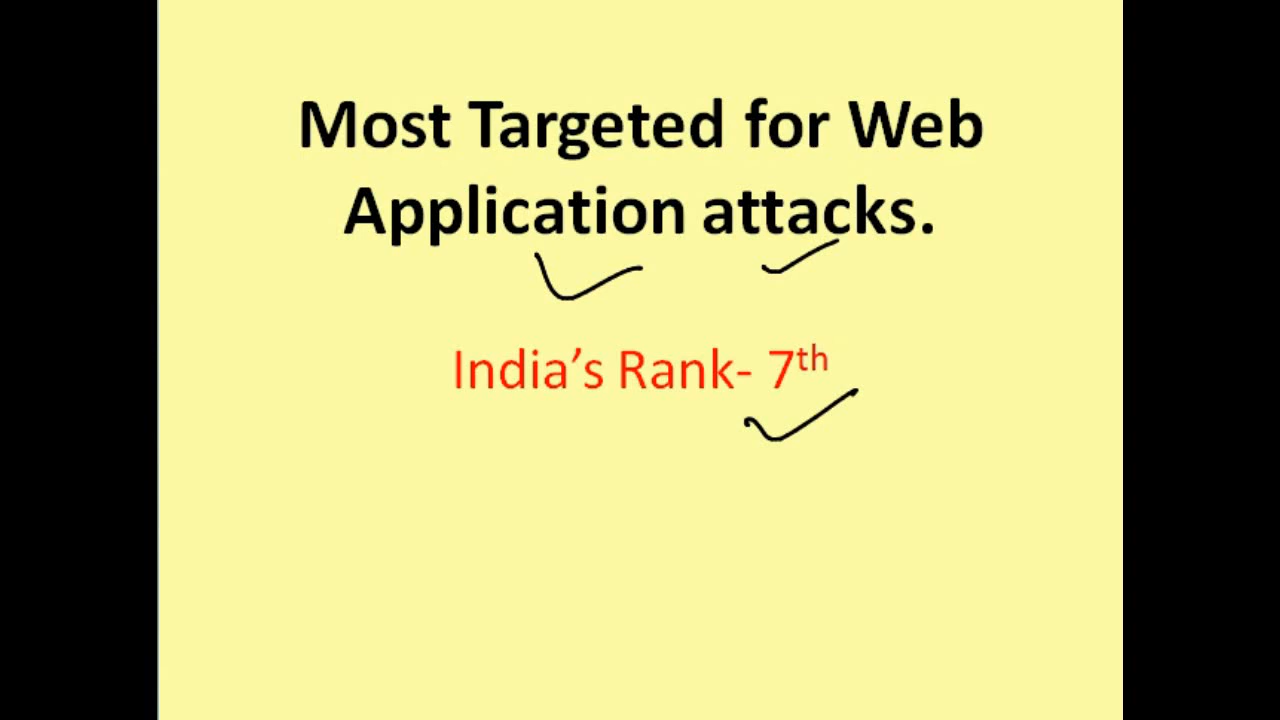 Most Targeted for Web
Application attacks.
India’s Rank- 7th